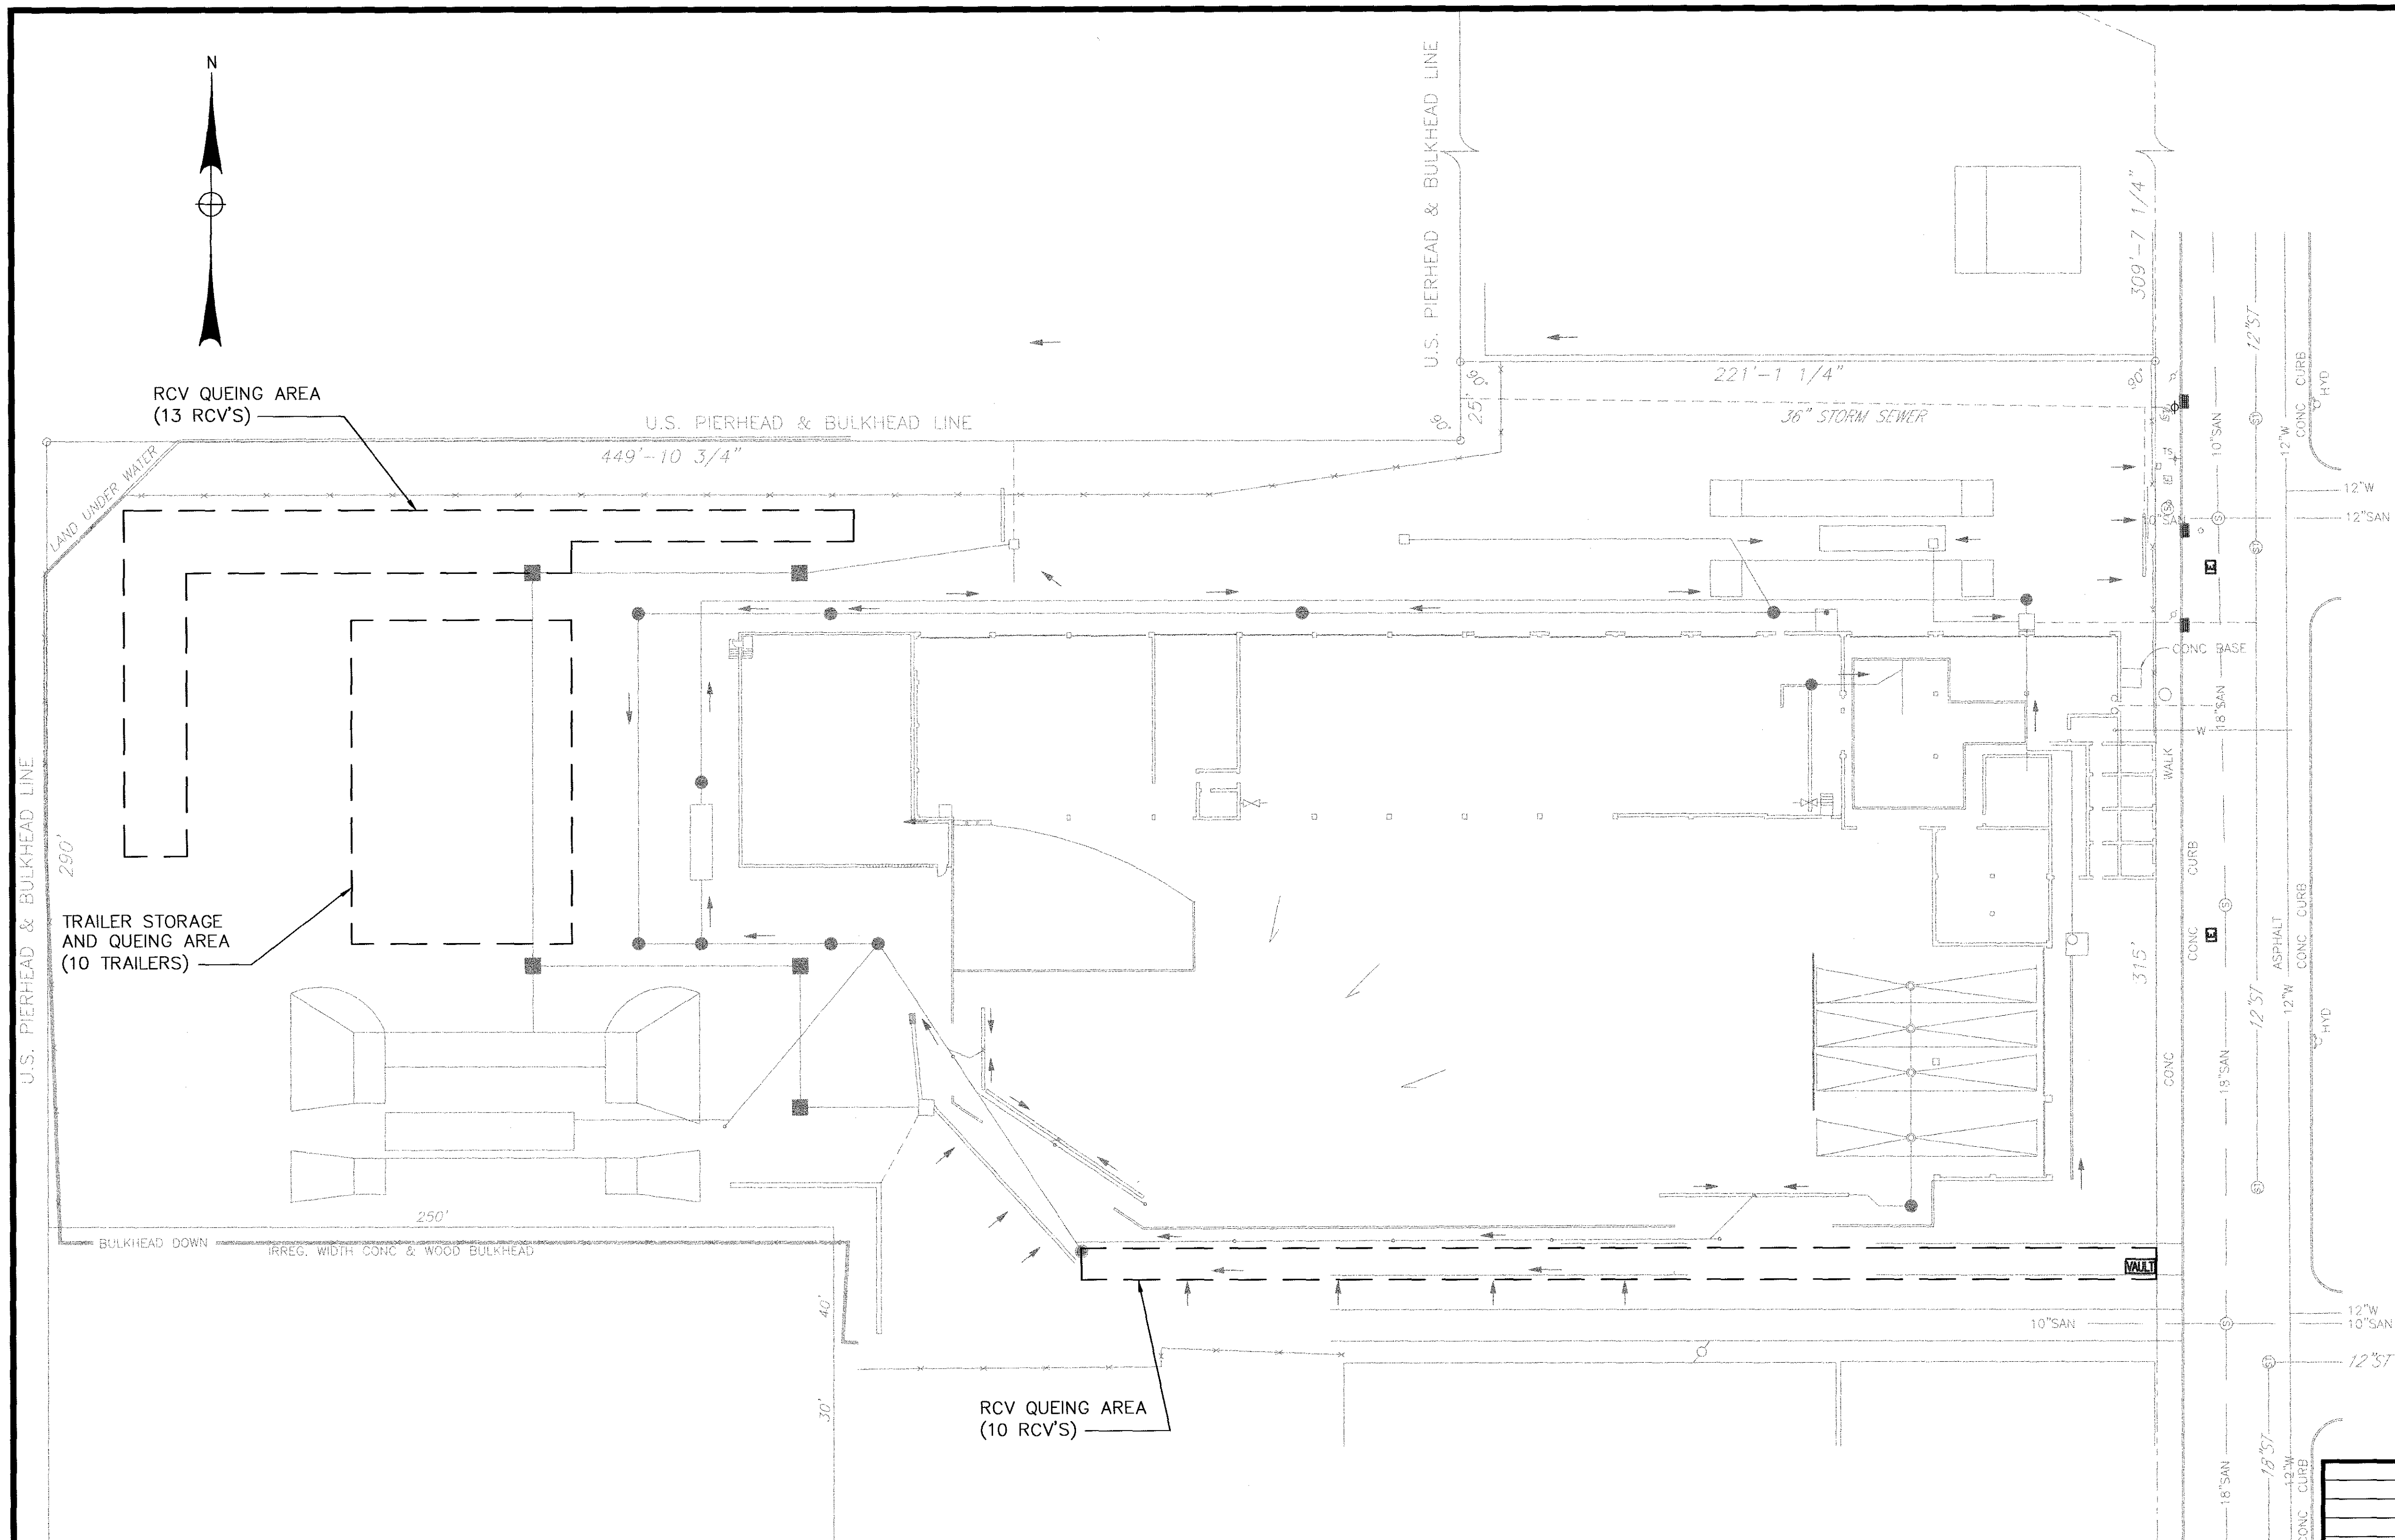 N
RCV QUEING AREA
(13 RCV'S)
U.S. PIERHEAD & BULKHEAD LINE
449'-10 3/4"
LAND UNDER WATER
U.S. PIERHEAD & BULKHEAD LINE
90°
25'
90°
221'-1 1/4"
36" STORM SEWER
90°
309'-7 1/4"
12"ST
10"SAN
12"W
CONC CURB
HYD
TS
E
12"W
12"SAN
S
E
CONC BASE
18"SAN
W
WALK
U.S. PIERHEAD & BULKHEAD LINE
290'
TRAILER STORAGE
AND QUEING AREA
(10 TRAILERS)
CONC CURB
S
E
ASPHALT
CONC CURB
315'
12"ST
12"W
HYD
CONC
18"SAN
250'
BULKHEAD DOWN
IRREG. WIDTH CONC & WOOD BULKHEAD
VAULT
40'
10"SAN
S
12"W
10"SAN
12"ST
30'
RCV QUEING AREA
(10 RCV'S)
18"SAN
18"ST
12"W
CONC CURB